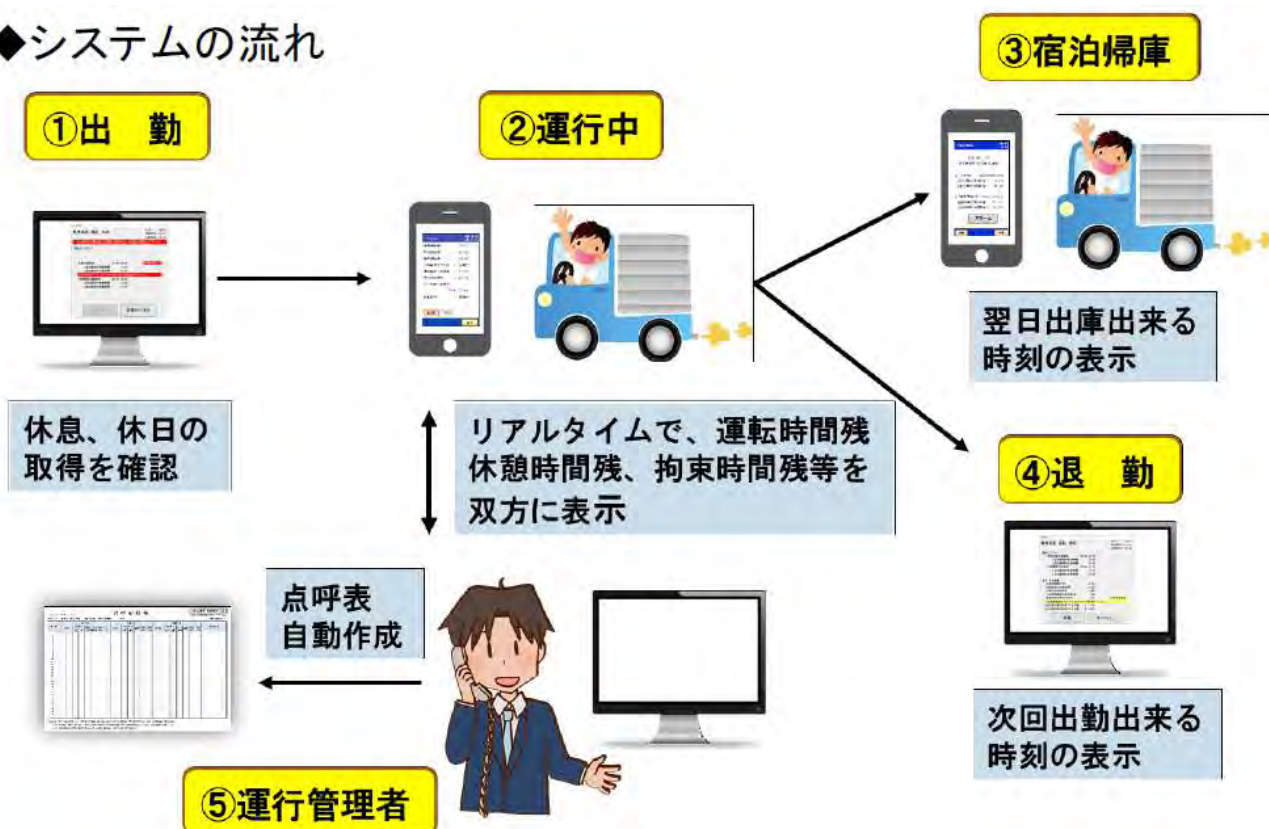 ◆システムの流れ
①出 勤
②運行中
③宿泊帰庫
休息、休日の
取得を確認
リアルタイムで、運転時間残
休憩時間残、拘束時間残等を
双方に表示
翌日出庫出来る
時刻の表示
④退 勤
点呼表
自動作成
次回出勤出来る
時刻の表示
⑤運行管理者